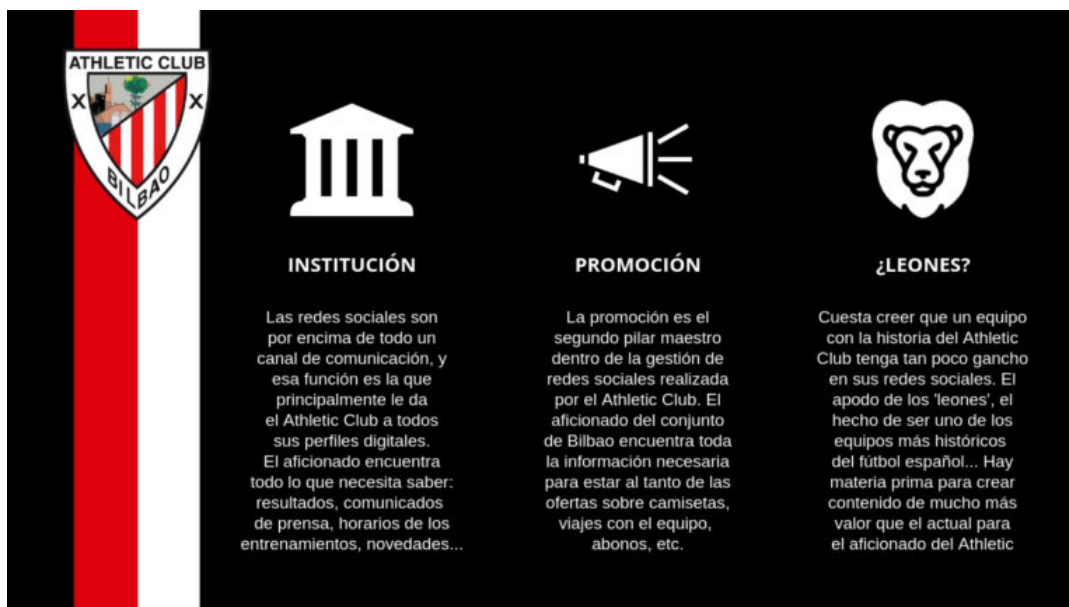 ATHLETIC CLUB
X X
BILBAO
INSTITUCIÓN
Las redes sociales son
por encima de todo un
canal de comunicación, y
esa función es la que
principalmente le da
el Athletic Club a todos
sus perfiles digitales.
El aficionado encuentra
todo lo que necesita saber:
resultados, comunicados
de prensa, horarios de los
entrenamientos, novedades...
PROMOCIÓN
La promoción es el
segundo pilar maestro
dentro de la gestión de
redes sociales realizada
por el Athletic Club. El
aficionado del conjunto
de Bilbao encuentra toda
la información necesaria
para estar al tanto de las
ofertas sobre camisetas,
viajes con el equipo,
abonos, etc.
¿LEONES?
Cuesta creer que un equipo
con la historia del Athletic
Club tenga tan poco gancho
en sus redes sociales. El
apodo de los 'leones', el
hecho de ser uno de los
equipos más históricos
del fútbol español... Hay
materia prima para crear
contenido de mucho más
valor que el actual para
el aficionado del Athletic